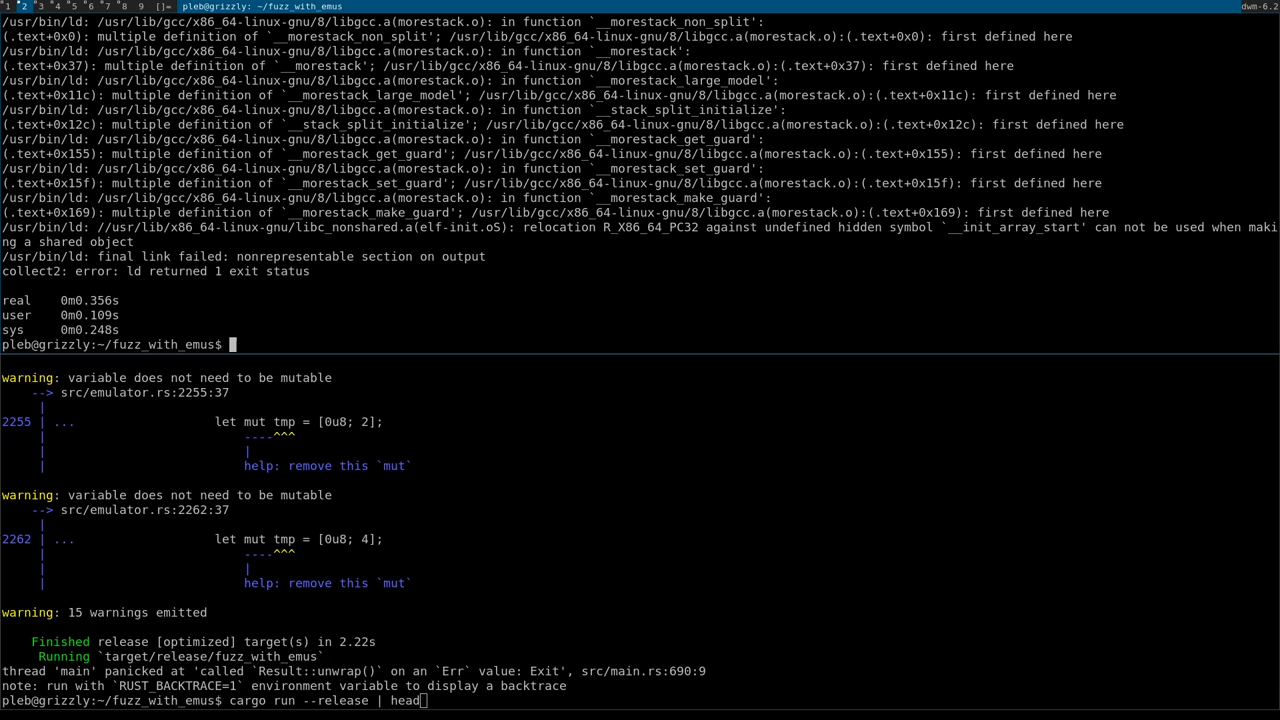 1 2 3 4 5 6 7 8 9 []= pleb@grizzly: ~/fuzz_with_emus dwm-6.2
/usr/bin/ld: /usr/lib/gcc/x86_64-linux-gnu/8/libgcc.a(morestack.o): in function `__morestack_non_split':
(.text+0x0): multiple definition of `__morestack_non_split'; /usr/lib/gcc/x86_64-linux-gnu/8/libgcc.a(morestack.o):(.text+0x0): first defined here
/usr/bin/ld: /usr/lib/gcc/x86_64-linux-gnu/8/libgcc.a(morestack.o): in function `__morestack':
(.text+0x37): multiple definition of `__morestack'; /usr/lib/gcc/x86_64-linux-gnu/8/libgcc.a(morestack.o):(.text+0x37): first defined here
/usr/bin/ld: /usr/lib/gcc/x86_64-linux-gnu/8/libgcc.a(morestack.o): in function `__morestack_large_model':
(.text+0x11c): multiple definition of `__morestack_large_model'; /usr/lib/gcc/x86_64-linux-gnu/8/libgcc.a(morestack.o):(.text+0x11c): first defined here
/usr/bin/ld: /usr/lib/gcc/x86_64-linux-gnu/8/libgcc.a(morestack.o): in function `__stack_split_initialize':
(.text+0x12c): multiple definition of `__stack_split_initialize'; /usr/lib/gcc/x86_64-linux-gnu/8/libgcc.a(morestack.o):(.text+0x12c): first defined here
/usr/bin/ld: /usr/lib/gcc/x86_64-linux-gnu/8/libgcc.a(morestack.o): in function `__morestack_get_guard':
(.text+0x155): multiple definition of `__morestack_get_guard'; /usr/lib/gcc/x86_64-linux-gnu/8/libgcc.a(morestack.o):(.text+0x155): first defined here
/usr/bin/ld: /usr/lib/gcc/x86_64-linux-gnu/8/libgcc.a(morestack.o): in function `__morestack_set_guard':
(.text+0x15f): multiple definition of `__morestack_set_guard'; /usr/lib/gcc/x86_64-linux-gnu/8/libgcc.a(morestack.o):(.text+0x15f): first defined here
/usr/bin/ld: /usr/lib/gcc/x86_64-linux-gnu/8/libgcc.a(morestack.o): in function `__morestack_make_guard':
(.text+0x169): multiple definition of `__morestack_make_guard'; /usr/lib/gcc/x86_64-linux-gnu/8/libgcc.a(morestack.o):(.text+0x169): first defined here
/usr/bin/ld: //usr/lib/x86_64-linux-gnu/libc_nonshared.a(elf-init.oS): relocation R_X86_64_PC32 against undefined hidden symbol `__init_array_start' can not be used when maki
ng a shared object
/usr/bin/ld: final link failed: nonrepresentable section on output
collect2: error: ld returned 1 exit status
real 0m0.356s
user 0m0.109s
sys 0m0.248s
pleb@grizzly:~/fuzz_with_emus$
warning: variable does not need to be mutable
--> src/emulator.rs:2255:37
|
2255 | ... let mut tmp = [0u8; 2];
| ----^^^
| |
| help: remove this `mut`
warning: variable does not need to be mutable
--> src/emulator.rs:2262:37
|
2262 | ... let mut tmp = [0u8; 4];
| ----^^^
| |
| help: remove this `mut`
warning: 15 warnings emitted
Finished release [optimized] target(s) in 2.22s
Running `target/release/fuzz_with_emus`
thread 'main' panicked at 'called `Result::unwrap()` on an `Err` value: Exit', src/main.rs:690:9
note: run with `RUST_BACKTRACE=1` environment variable to display a backtrace
pleb@grizzly:~/fuzz_with_emus$ cargo run --release | head